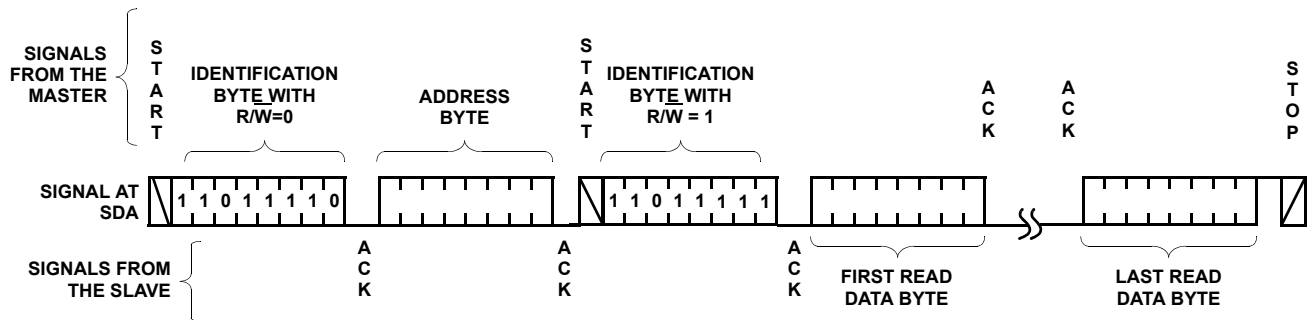 SIGNALS
FROM THE
MASTER
START
IDENTIFICATION
BYTE WITH
R/W=0
ADDRESS
BYTE
START
IDENTIFICATION
BYTE WITH
R/W = 1
ACK
ACK
STOP
SIGNAL AT
SDA
1 1 0 1 1 1 1 0
1 1 0 1 1 1 1 1
SIGNALS FROM
THE SLAVE
ACK
ACK
ACK
FIRST READ
DATA BYTE
LAST READ
DATA BYTE